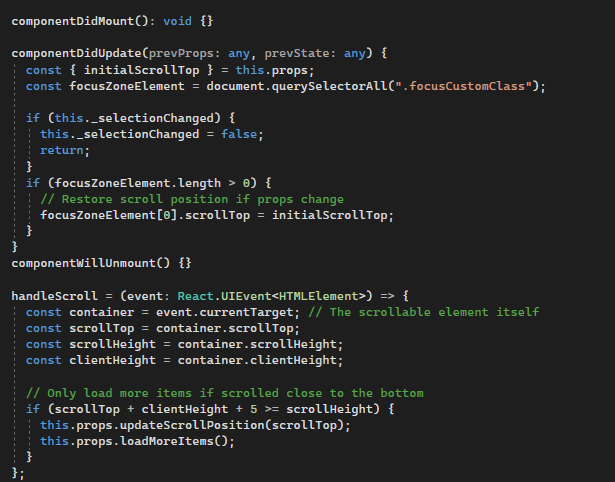 componentDidMount(): void {}
componentDidUpdate(prevProps: any, prevState: any) {
const { initialScrollTop } = this.props;
const focusZoneElement = document.querySelectorAll(".focusCustomClass");
if (this._selectionChanged) {
this._selectionChanged = false;
return;
}
if (focusZoneElement.length > 0) {
// Restore scroll position if props change
focusZoneElement[0].scrollTop = initialScrollTop;
}
}
componentWillUnmount() {}
handleScroll = (event: React.UIEvent<HTMLElement>) => {
const container = event.currentTarget; // The scrollable element itself
const scrollTop = container.scrollTop;
const scrollHeight = container.scrollHeight;
const clientHeight = container.clientHeight;
// Only load more items if scrolled close to the bottom
if (scrollTop + clientHeight + 5 >= scrollHeight) {
this.props.updateScrollPosition(scrollTop);
this.props.loadMoreItems();
}
};